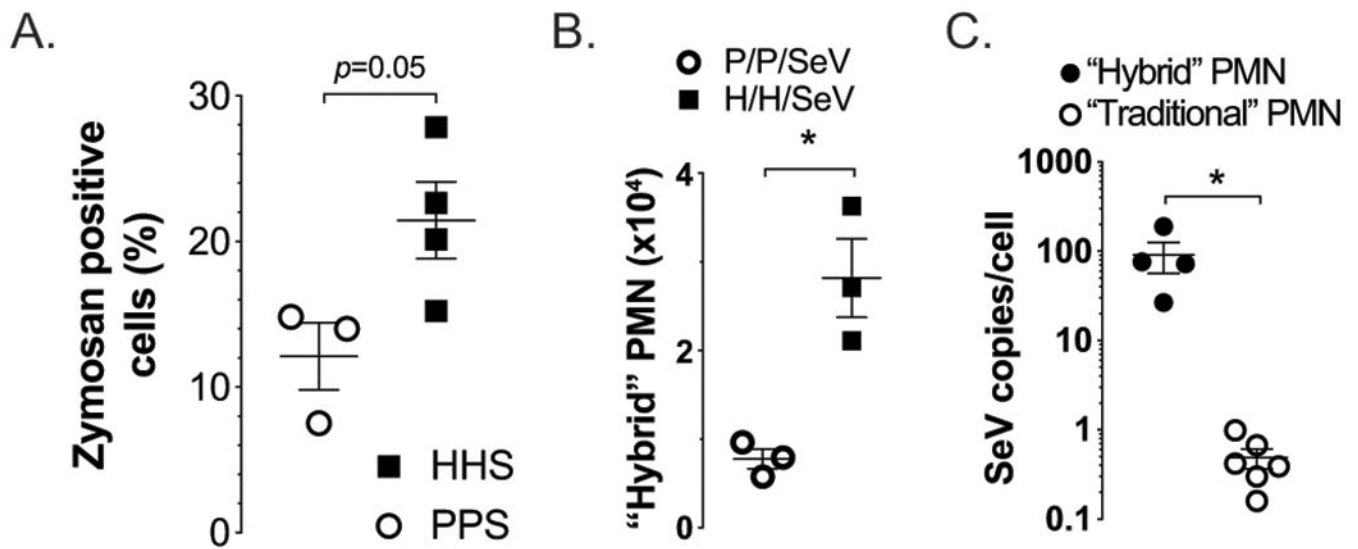 A.
p=0.05
Zymosan positive
cells (%)
30
20
10
0
HHS
PPS
B.
P/P/SeV
H/H/SeV
*
“Hybrid” PMN (x10⁴)
4
2
0
C.
“Hybrid” PMN
“Traditional” PMN
*
SeV copies/cell
1000
100
10
1
0.1